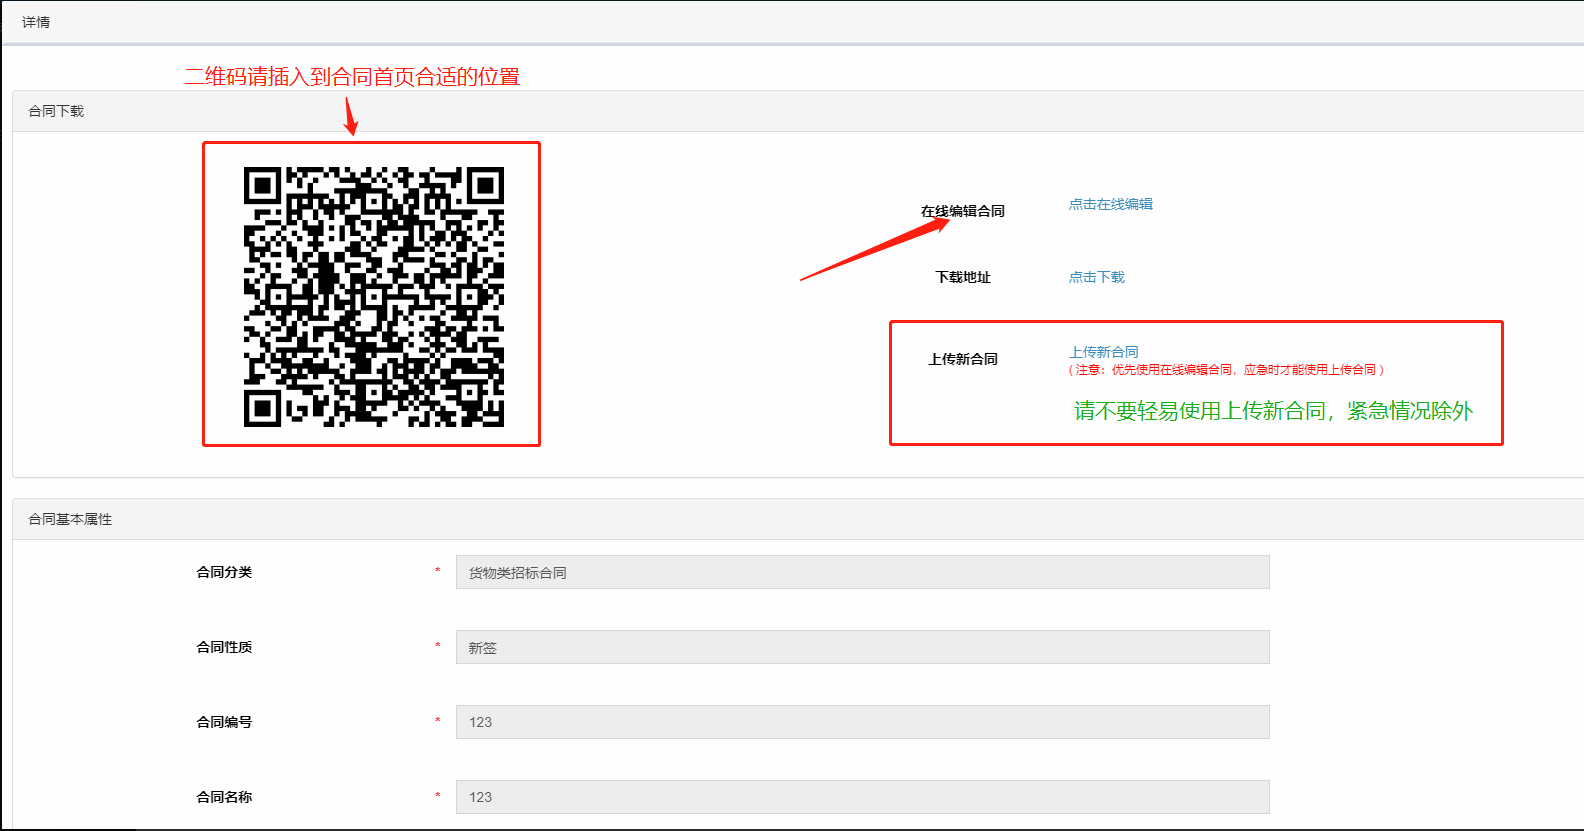 详情
二维码请插入到合同首页合适的位置
合同下载
在线编辑合同 点击在线编辑
下载地址 点击下载
上传新合同 上传新合同
（注意：优先使用在线编辑合同，应急时才能使用上传合同）
请不要轻易使用上传新合同，紧急情况除外
合同基本属性
合同分类 * 货物类招标合同
合同性质 * 新签
合同编号 * 123
合同名称 * 123